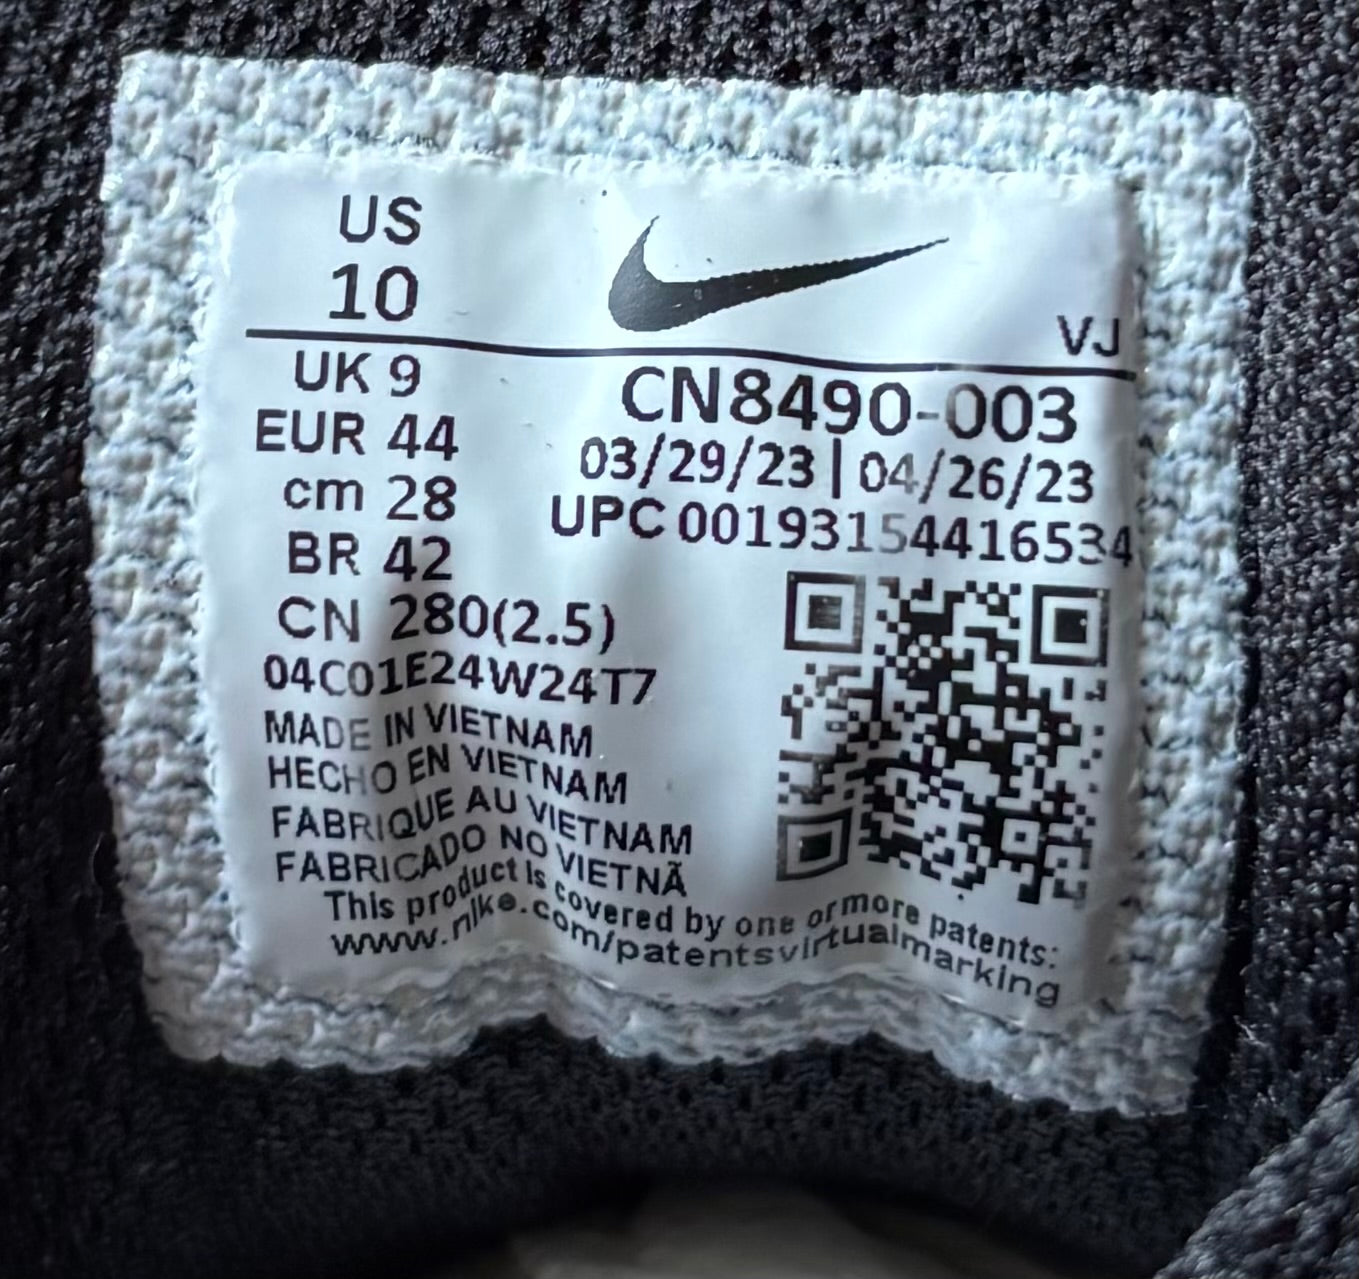 US
10
VJ
UK 9
EUR 44
cm 28
BR 42
CN 280(2.5)
CN8490-003
03/29/23 | 04/26/23
UPC 00193154416534
04C01E24W24T7
MADE IN VIETNAM
HECHO EN VIETNAM
FABRIQUE AU VIETNAM
FABRICADO NO VIETNÃ
This product is covered by one or more patents:
www.nike.com/patentsvirtualmarking